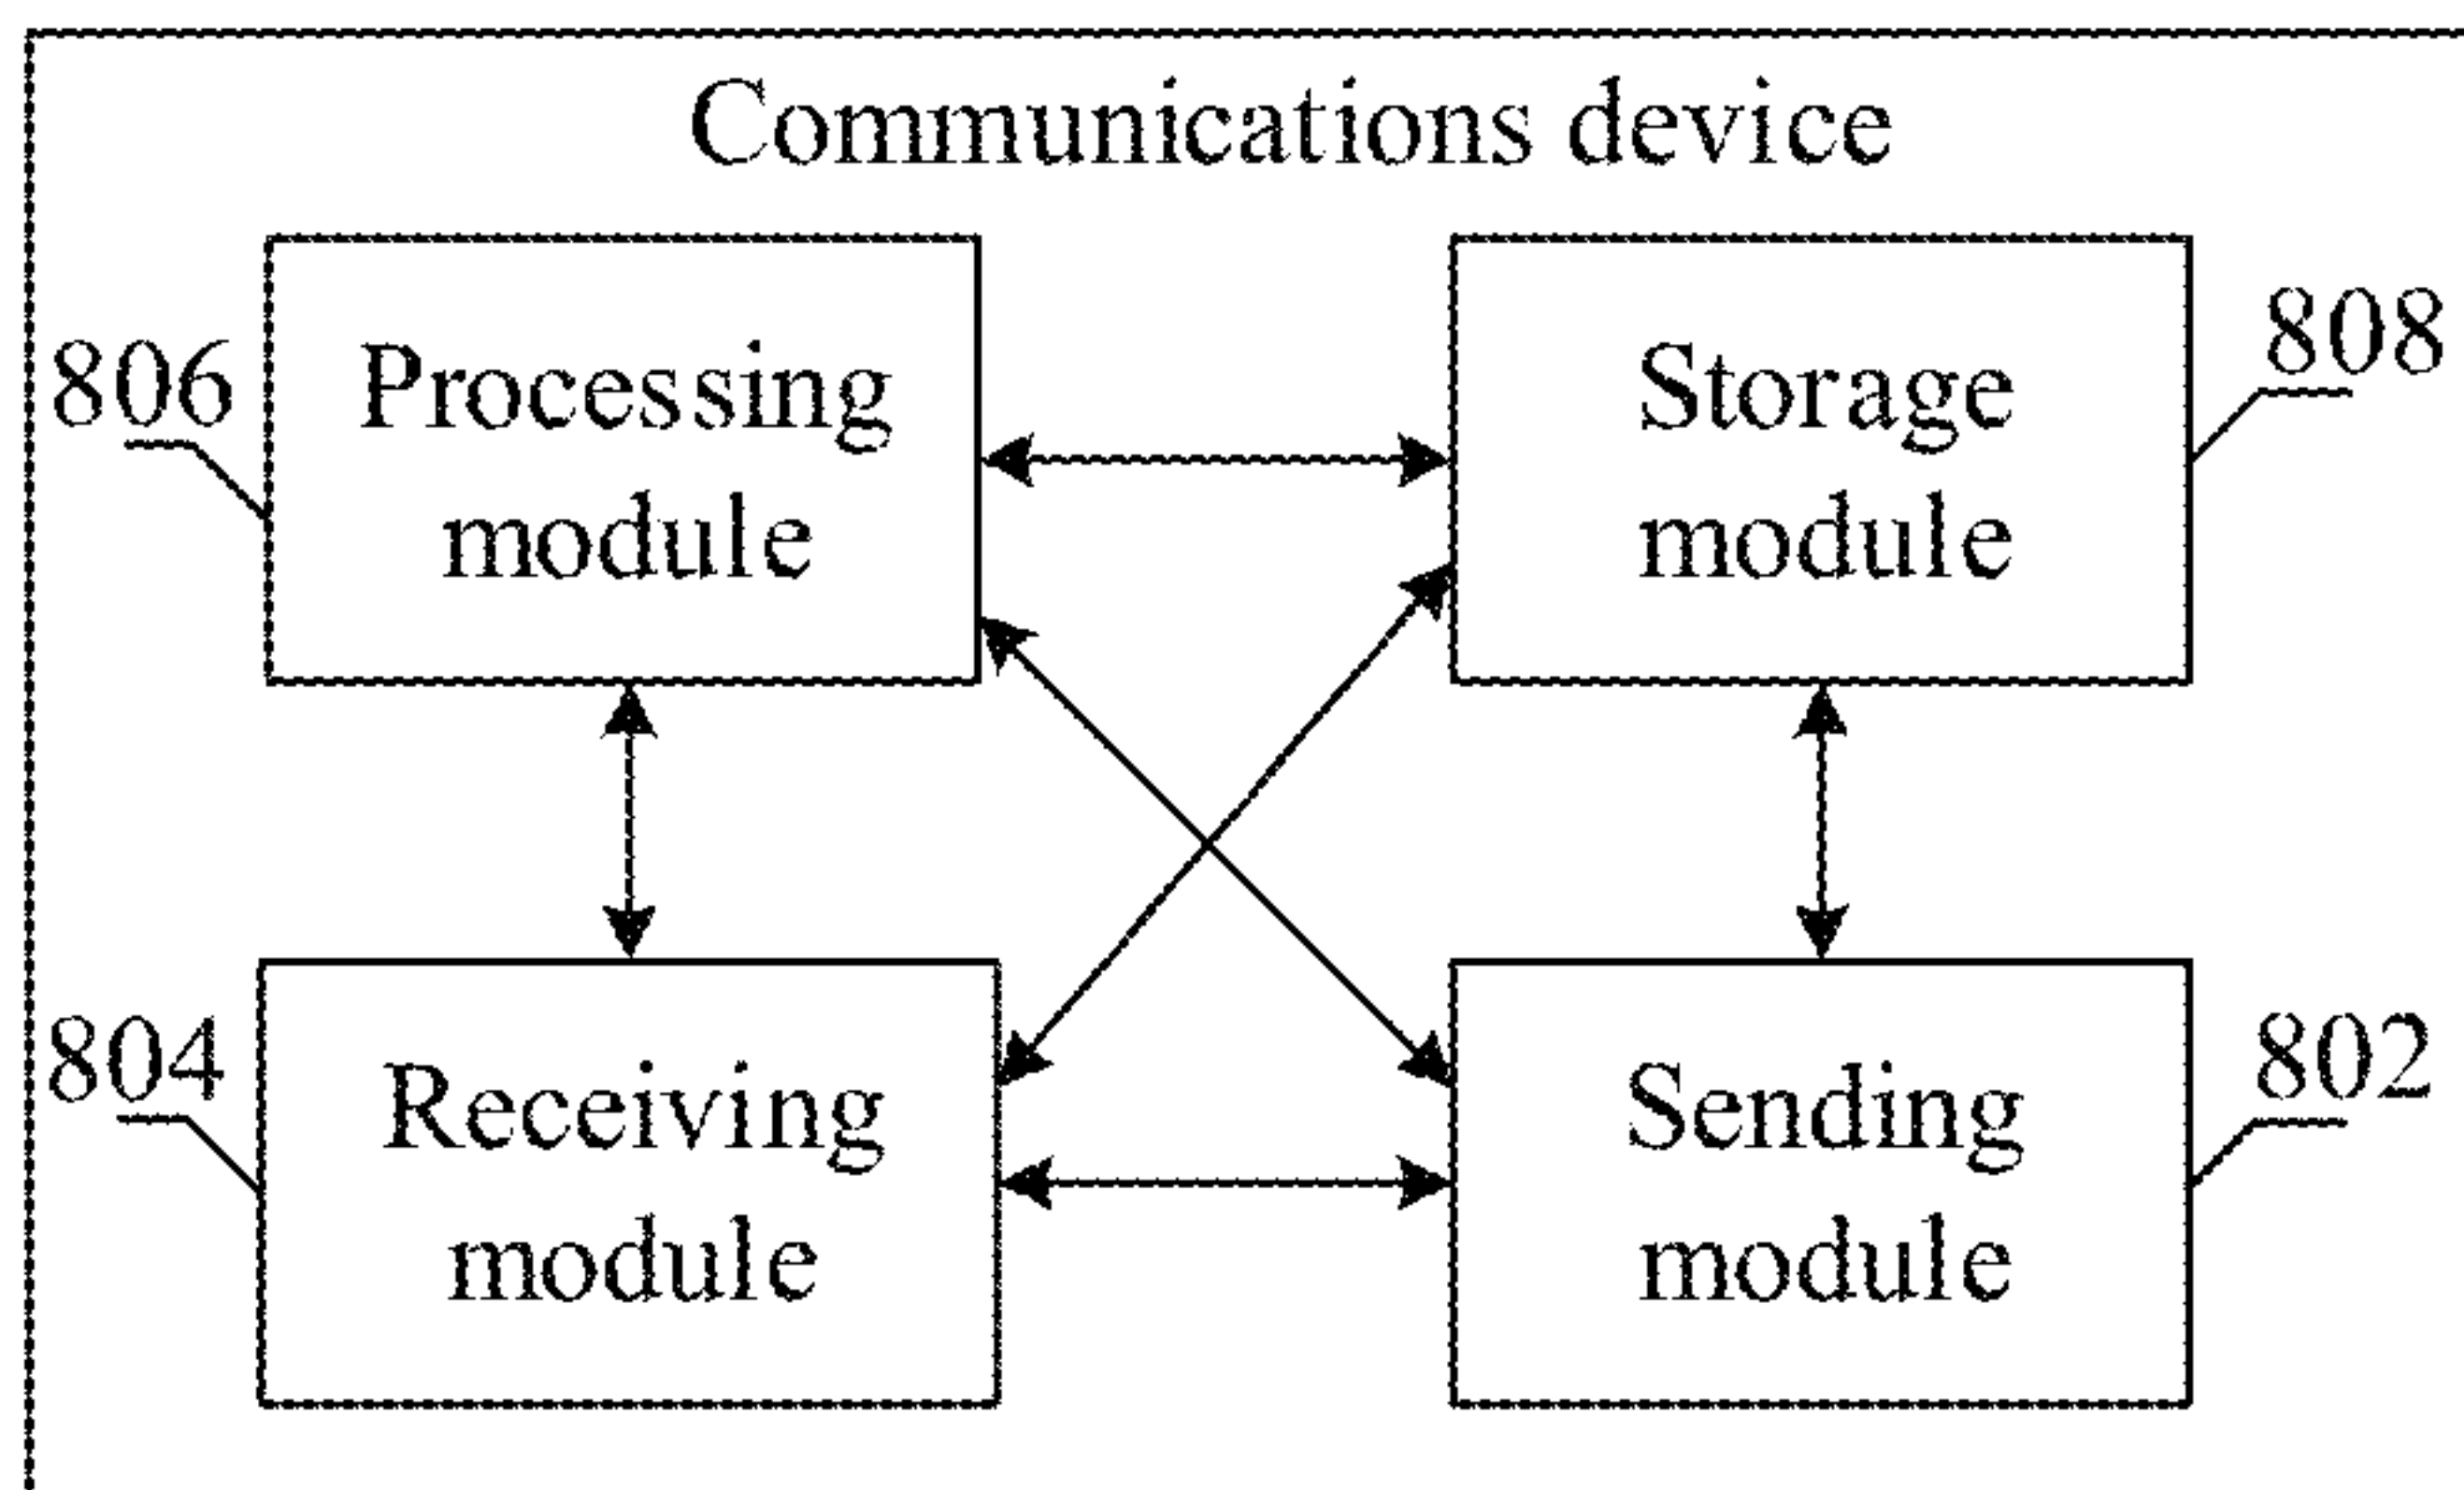 Communications device
806
Processing
module
Storage
module
808
804
Receiving
module
Sending
module
802